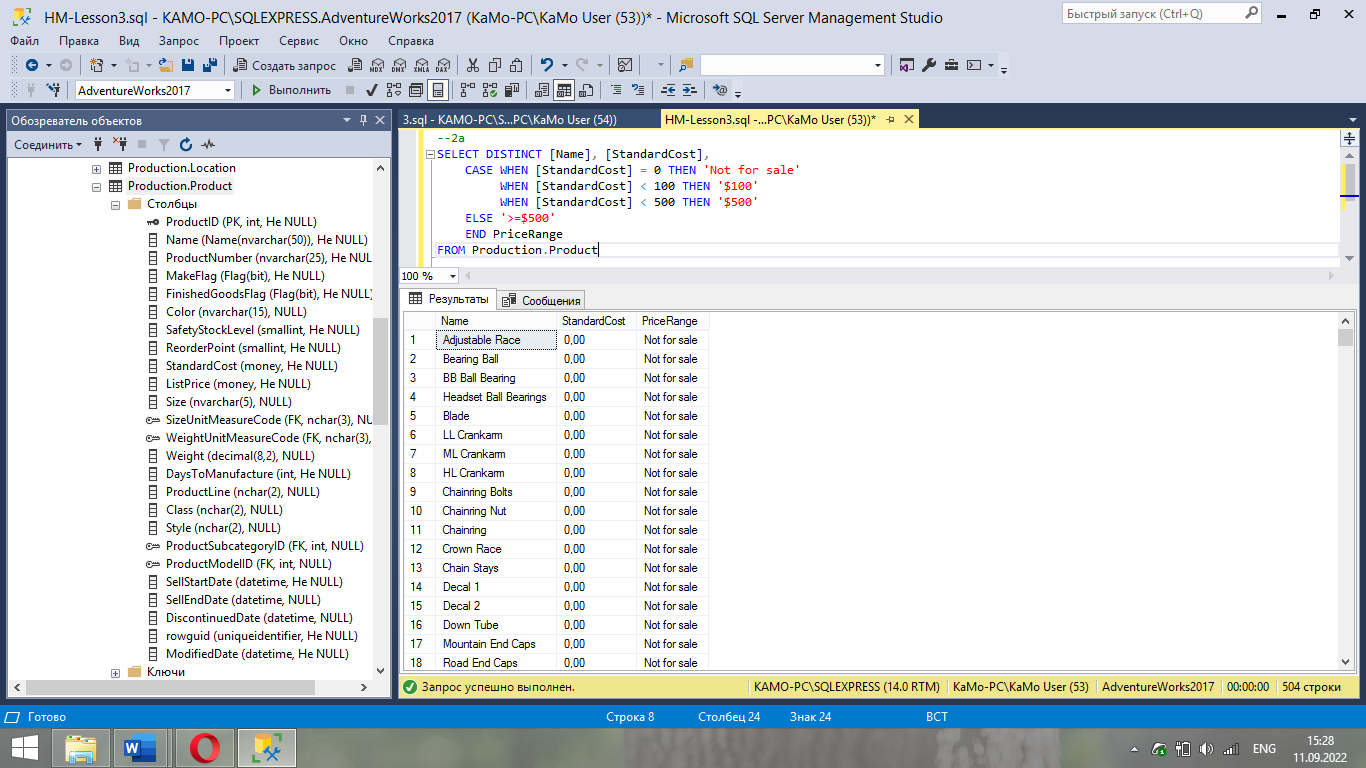 HM-Lesson3.sql - KAMO-PC\SQLEXPRESS.AdventureWorks2017 (KaMo-PC\KaMo User (53))* - Microsoft SQL Server Management Studio
Быстрый запуск (Ctrl+Q)
Файл Правка Вид Запрос Проект Сервис Окно Справка
Создать запрос MDX DMX XMLA DAX
AdventureWorks2017 Выполнить
Обозреватель объектов
Соединить
Production.Location
Production.Product
Столбцы
ProductID (PK, int, Не NULL)
Name (Name(nvarchar(50)), Не NULL)
ProductNumber (nvarchar(25), Не NUL
MakeFlag (Flag(bit), Не NULL)
FinishedGoodsFlag (Flag(bit), Не NULL)
Color (nvarchar(15), NULL)
SafetyStockLevel (smallint, Не NULL)
ReorderPoint (smallint, Не NULL)
StandardCost (money, Не NULL)
ListPrice (money, Не NULL)
Size (nvarchar(5), NULL)
SizeUnitMeasureCode (FK, nchar(3), NU
WeightUnitMeasureCode (FK, nchar(3),
Weight (decimal(8,2), NULL)
DaysToManufacture (int, Не NULL)
ProductLine (nchar(2), NULL)
Class (nchar(2), NULL)
Style (nchar(2), NULL)
ProductSubcategoryID (FK, int, NULL)
ProductModelID (FK, int, NULL)
SellStartDate (datetime, Не NULL)
SellEndDate (datetime, NULL)
DiscontinuedDate (datetime, NULL)
rowguid (uniqueidentifier, Не NULL)
ModifiedDate (datetime, Не NULL)
Ключи
3.sql - KAMO-PC\S...PC\KaMo User (54)) HM-Lesson3.sql -...PC\KaMo User (53))*
--2a
SELECT DISTINCT [Name], [StandardCost],
CASE WHEN [StandardCost] = 0 THEN 'Not for sale'
WHEN [StandardCost] < 100 THEN '$100'
WHEN [StandardCost] < 500 THEN '$500'
ELSE '>=$500'
END PriceRange
FROM Production.Product
100 %
Результаты Сообщения
Name StandardCost PriceRange
1 Adjustable Race 0,00 Not for sale
2 Bearing Ball 0,00 Not for sale
3 BB Ball Bearing 0,00 Not for sale
4 Headset Ball Bearings 0,00 Not for sale
5 Blade 0,00 Not for sale
6 LL Crankarm 0,00 Not for sale
7 ML Crankarm 0,00 Not for sale
8 HL Crankarm 0,00 Not for sale
9 Chainring Bolts 0,00 Not for sale
10 Chainring Nut 0,00 Not for sale
11 Chainring 0,00 Not for sale
12 Crown Race 0,00 Not for sale
13 Chain Stays 0,00 Not for sale
14 Decal 1 0,00 Not for sale
15 Decal 2 0,00 Not for sale
16 Down Tube 0,00 Not for sale
17 Mountain End Caps 0,00 Not for sale
18 Road End Caps 0,00 Not for sale
Запрос успешно выполнен. KAMO-PC\SQLEXPRESS (14.0 RTM) KaMo-PC\KaMo User (53) AdventureWorks2017 00:00:00 504 строки
Готово Строка 8 Столбец 24 Знак 24 ВСТ
ENG
15:28
11.09.2022